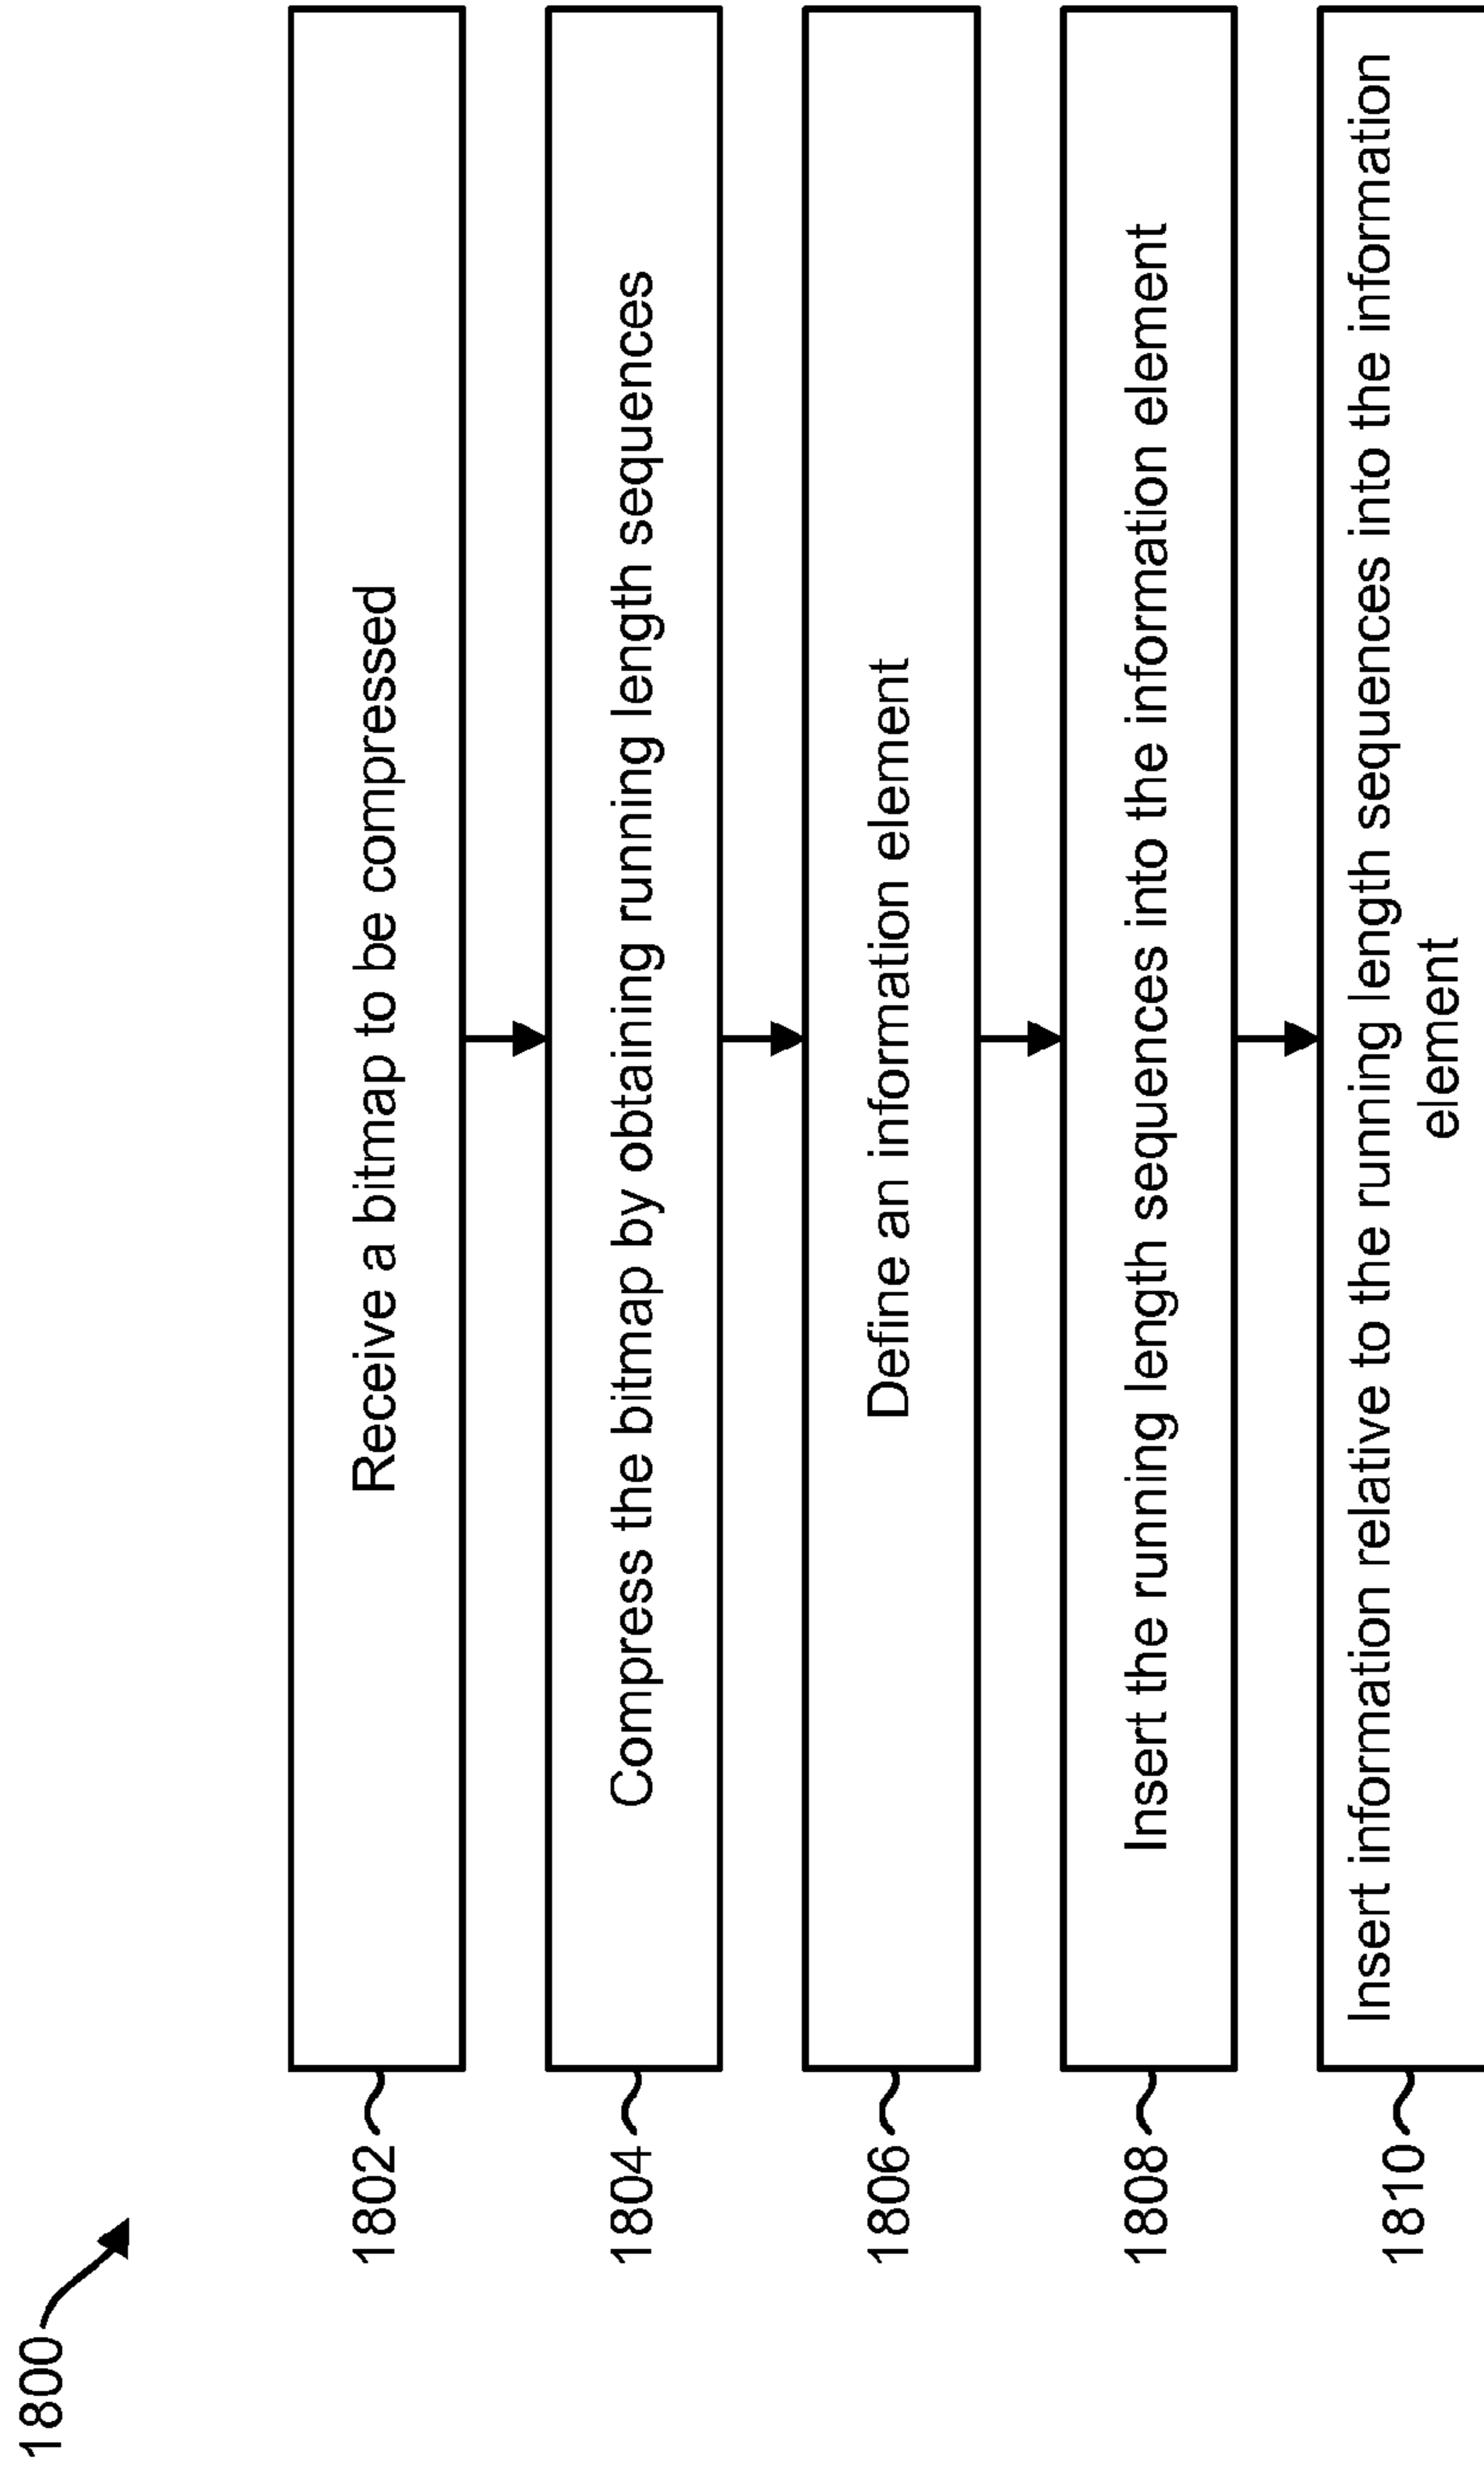 1800
1802
Receive a bitmap to be compressed
1804
Compress the bitmap by obtaining running length sequences
1806
Define an information element
1808
Insert the running length sequences into the information element
1810
Insert information relative to the running length sequences into the information
element